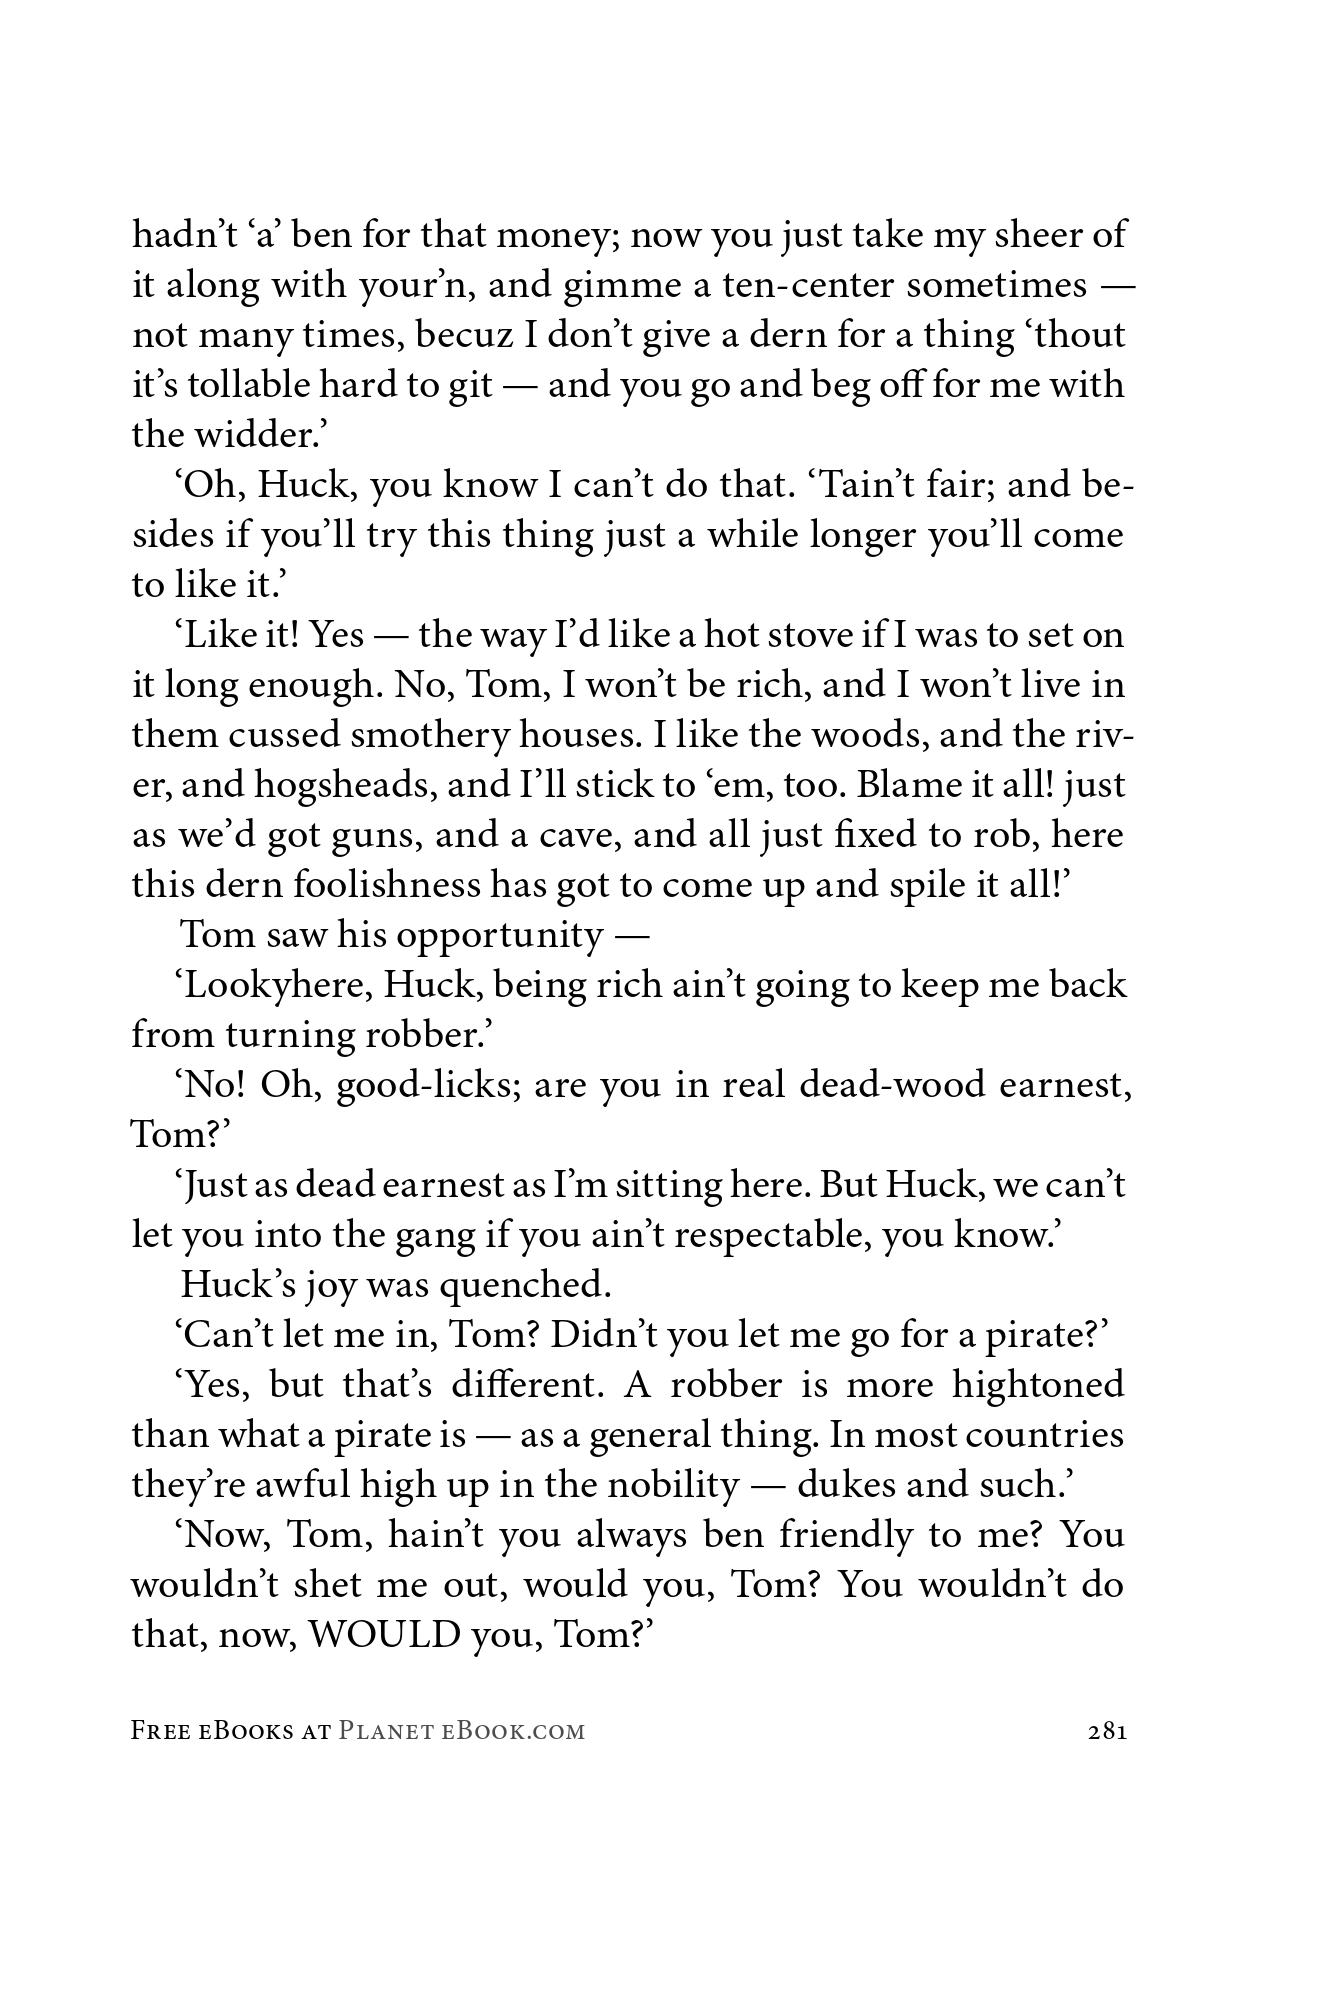 hadn’t ‘a’ ben for that money; now you just take my sheer of
it along with your’n, and gimme a ten-center sometimes —
not many times, becuz I don’t give a dern for a thing ‘thout
it’s tollable hard to git — and you go and beg off for me with
the widder.’
‘Oh, Huck, you know I can’t do that. ‘Tain’t fair; and be-
sides if you’ll try this thing just a while longer you’ll come
to like it.’
‘Like it! Yes — the way I’d like a hot stove if I was to set on
it long enough. No, Tom, I won’t be rich, and I won’t live in
them cussed smothery houses. I like the woods, and the riv-
er, and hogsheads, and I’ll stick to ‘em, too. Blame it all! just
as we’d got guns, and a cave, and all just fixed to rob, here
this dern foolishness has got to come up and spile it all!’
Tom saw his opportunity —
‘Lookyhere, Huck, being rich ain’t going to keep me back
from turning robber.’
‘No! Oh, good-licks; are you in real dead-wood earnest,
Tom?’
‘Just as dead earnest as I’m sitting here. But Huck, we can’t
let you into the gang if you ain’t respectable, you know.’
Huck’s joy was quenched.
‘Can’t let me in, Tom? Didn’t you let me go for a pirate?’
‘Yes, but that’s different. A robber is more hightoned
than what a pirate is — as a general thing. In most countries
they’re awful high up in the nobility — dukes and such.’
‘Now, Tom, hain’t you always ben friendly to me? You
wouldn’t shet me out, would you, Tom? You wouldn’t do
that, now, WOULD you, Tom?’
Free eBooks at Planet eBook.com 281